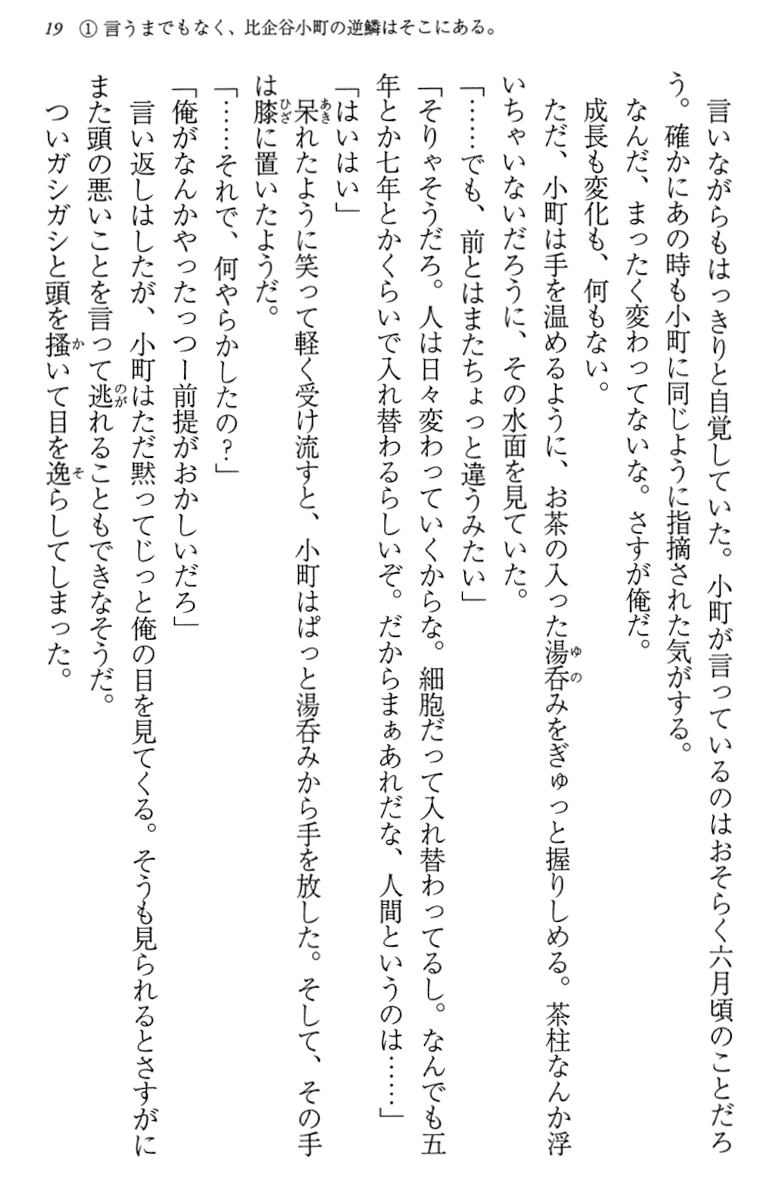 19 ① 言うまでもなく、比企谷小町の逆鱗はそこにある。
言いながらもはっきりと自覚していた。小町が言っているのはおそらく六月頃のことだろ
う。確かにあの時も小町に同じように指摘された気がする。
なんだ、まったく変わってないな。さすが俺だ。
成長も変化も、何もない。
ただ、小町は手を温めるように、お茶の入った湯呑みをぎゅっと握りしめる。茶柱なんか浮
いちゃいないだろうに、その水面を見ていた。
「……でも、前とはまたちょっと違うみたい」
「そりゃそうだろ。人は日々変わっていくからな。細胞だって入れ替わってるし。なんでも五
年とか七年とかくらいで入れ替わるらしいぞ。だからまぁあれだな、人間というのは……」
「はいはい」
呆れたように笑って軽く受け流すと、小町はぱっと湯呑みから手を放した。そして、その手
は膝に置いたようだ。
「……それで、何やらかしたの？」
「俺がなんかやったっつー前提がおかしいだろ」
言い返しはしたが、小町はただ黙ってじっと俺の目を見てくる。そうも見られるとさすがに
また頭の悪いことを言って逃れることもできなそうだ。
ついガシガシと頭を掻いて目を逸らしてしまった。